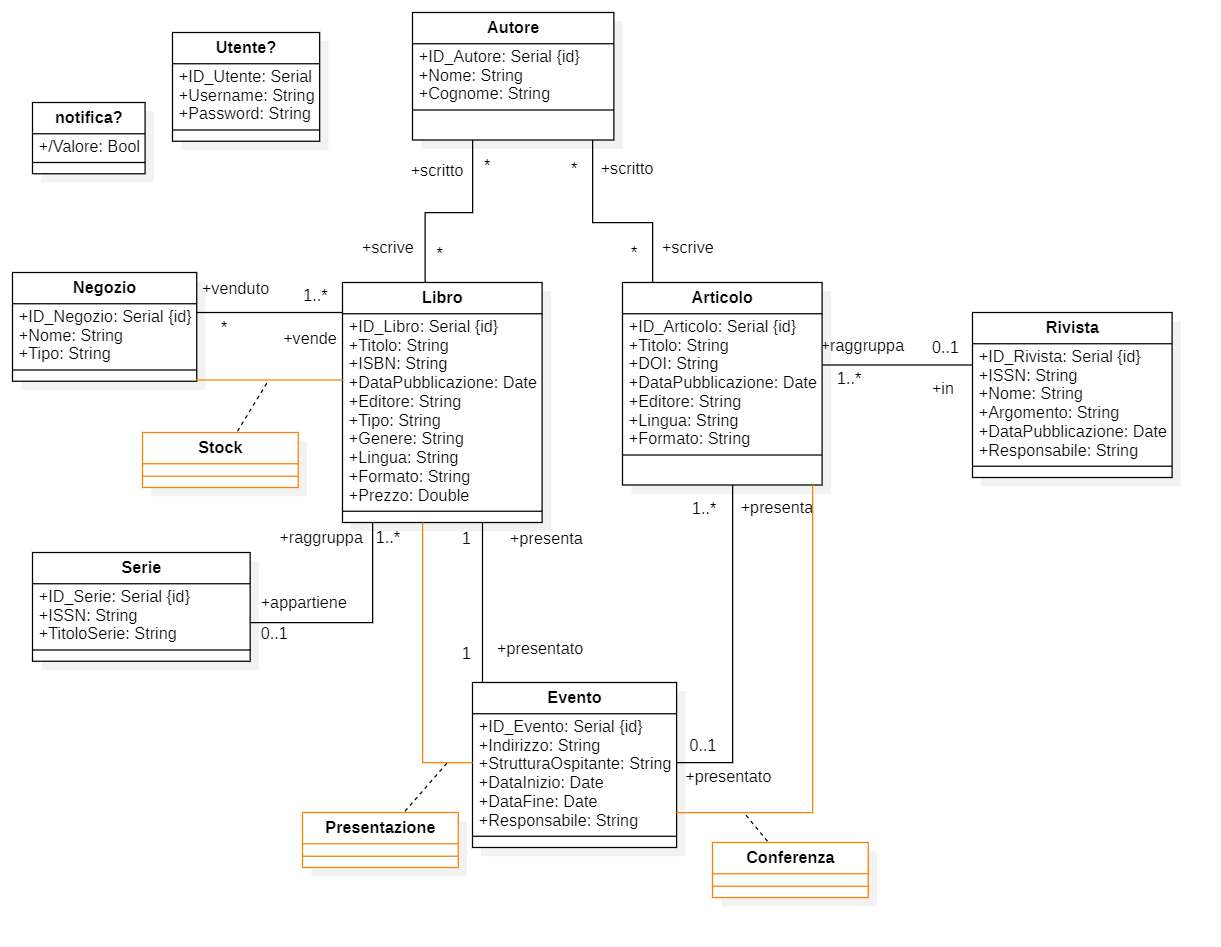 Autore
+ID_Autore: Serial {id}
+Nome: String
+Cognome: String
Utente?
+ID_Utente: Serial
+Username: String
+Password: String
notifica?
+/Valore: Bool
+scritto
*
*
+scritto
+scrive
*
*
+scrive
Negozio
+ID_Negozio: Serial {id}
+Nome: String
+Tipo: String
+venduto
1..*
*
+vende
Libro
+ID_Libro: Serial {id}
+Titolo: String
+ISBN: String
+DataPubblicazione: Date
+Editore: String
+Tipo: String
+Genere: String
+Lingua: String
+Formato: String
+Prezzo: Double
Articolo
+ID_Articolo: Serial {id}
+Titolo: String
+DOI: String
+DataPubblicazione: Date
+Editore: String
+Lingua: String
+Formato: String
+raggruppa
0..1
1..*
+in
Rivista
+ID_Rivista: Serial {id}
+ISSN: String
+Nome: String
+Argomento: String
+DataPubblicazione: Date
+Responsabile: String
Stock
+raggruppa
1..*
1
+presenta
1..*
+presenta
Serie
+ID_Serie: Serial {id}
+ISSN: String
+TitoloSerie: String
+appartiene
0..1
1
+presentato
Evento
+ID_Evento: Serial {id}
+Indirizzo: String
+StrutturaOspitante: String
+DataInizio: Date
+DataFine: Date
+Responsabile: String
0..1
+presentato
Presentazione
Conferenza